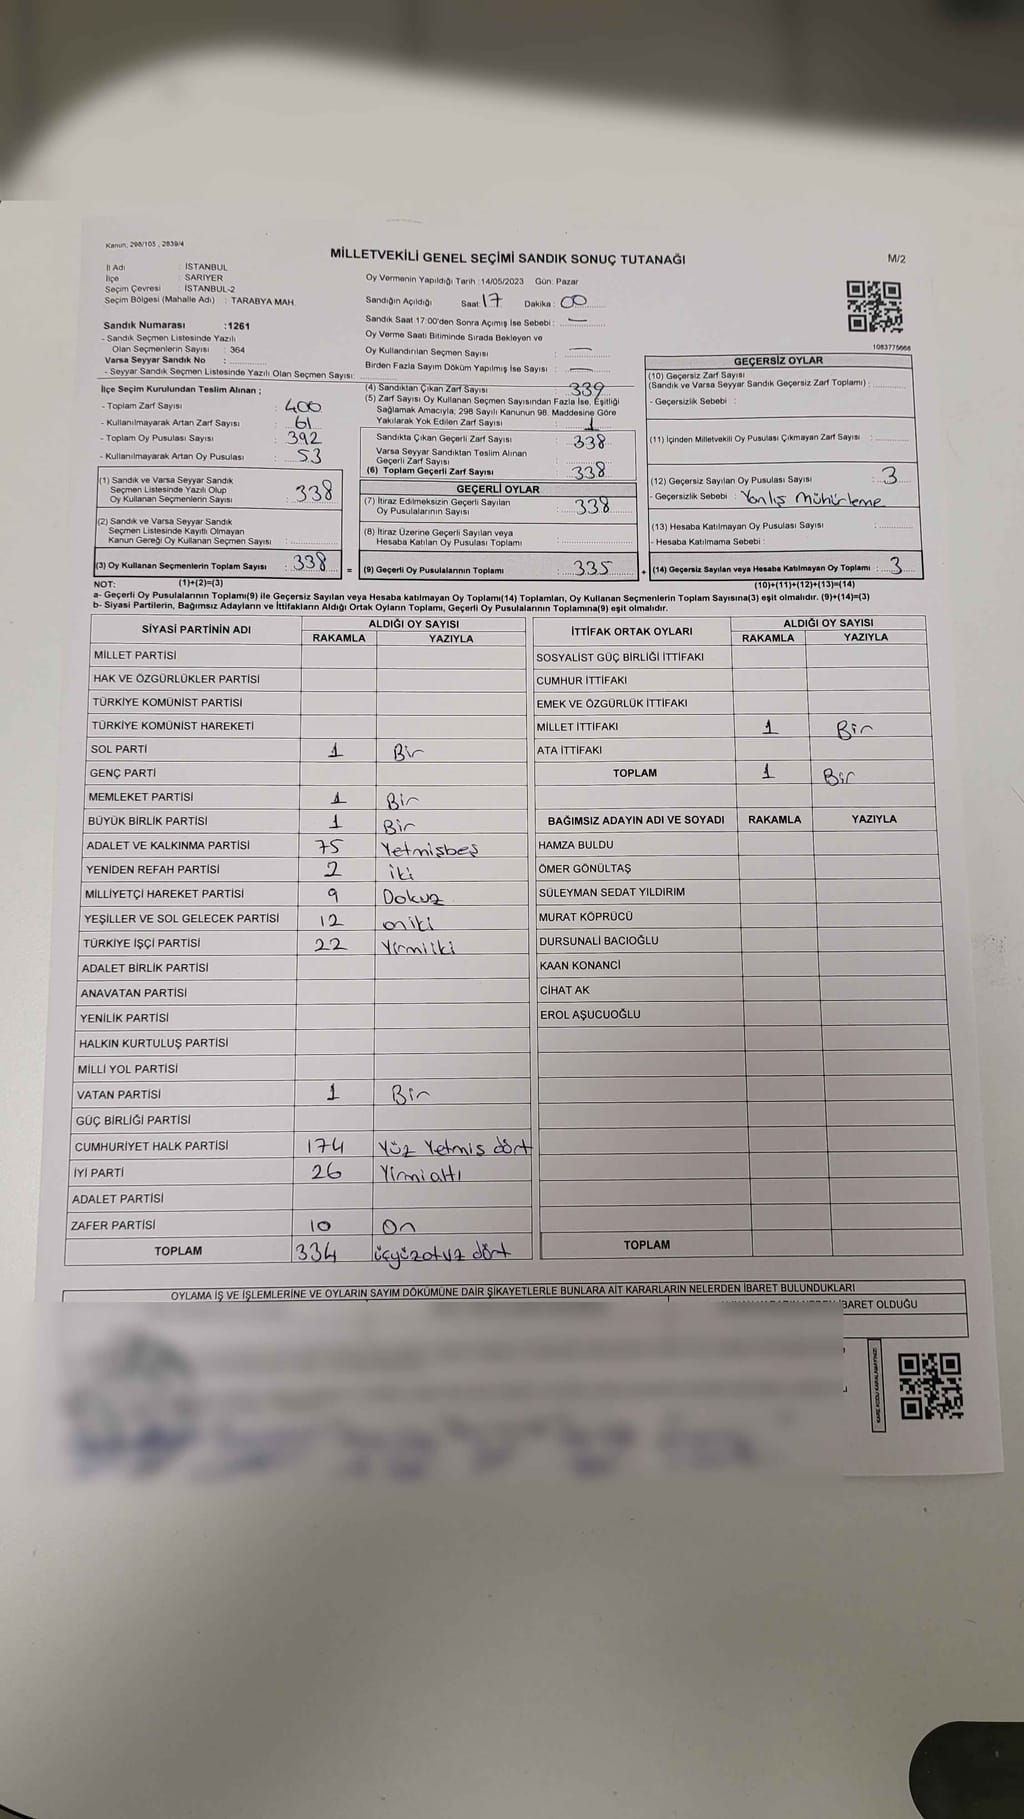 Kanun: 298/105 , 2839/4
MİLLETVEKİLİ GENEL SEÇİMİ SANDIK SONUÇ TUTANAĞI
M/2
İl Adı : İSTANBUL
İlçe : SARIYER
Seçim Çevresi : İSTANBUL-2
Seçim Bölgesi (Mahalle Adı) : TARABYA MAH.
Oy Vermenin Yapıldığı Tarih :14/05/2023 Gün: Pazar
Sandığın Açıldığı Saat: 17 Dakika : 00
Sandık Saat 17:00'den Sonra Açımış İse Sebebi : —
Oy Verme Saati Bitiminde Sırada Bekleyen ve
Oy Kullandırılan Seçmen Sayısı : —
Birden Fazla Sayım Döküm Yapılmış İse Sayısı : —
1083775668
Sandık Numarası :1261
- Sandık Seçmen Listesinde Yazılı
Olan Seçmenlerin Sayısı : 364
Varsa Seyyar Sandık No :
- Seyyar Sandık Seçmen Listesinde Yazılı Olan Seçmen Sayısı:
İlçe Seçim Kurulundan Teslim Alınan ;
- Toplam Zarf Sayısı : 400
- Kullanılmayarak Artan Zarf Sayısı : 61
- Toplam Oy Pusulası Sayısı : 392
- Kullanılmayarak Artan Oy Pusulası : 53
(1) Sandık ve Varsa Seyyar Sandık
Seçmen Listesinde Yazılı Olup
Oy Kullanan Seçmenlerin Sayısı : 338
(2) Sandık ve Varsa Seyyar Sandık
Seçmen Listesinde Kayıtlı Olmayan
Kanun Gereği Oy Kullanan Seçmen Sayısı :
(3) Oy Kullanan Seçmenlerin Toplam Sayısı : 338 =
(4) Sandıktan Çıkan Zarf Sayısı : 339
(5) Zarf Sayısı Oy Kullanan Seçmen Sayısından Fazla İse, Eşitliği
Sağlamak Amacıyla; 298 Sayılı Kanunun 98. Maddesine Göre
Yakılarak Yok Edilen Zarf Sayısı : 1
Sandıkta Çıkan Geçerli Zarf Sayısı : 338
Varsa Seyyar Sandıktan Teslim Alınan
Geçerli Zarf Sayısı :
(6) Toplam Geçerli Zarf Sayısı : 338
GEÇERLİ OYLAR
(7) İtiraz Edilmeksizin Geçerli Sayılan
Oy Pusulalarının Sayısı : 338
(8) İtiraz Üzerine Geçerli Sayılan veya
Hesaba Katılan Oy Pusulası Toplamı :
(9) Geçerli Oy Pusulalarının Toplamı : 335 +
GEÇERSİZ OYLAR
(10) Geçersiz Zarf Sayısı
(Sandık ve Varsa Seyyar Sandık Geçersiz Zarf Toplamı) :
- Geçersizlik Sebebi :
(11) İçinden Milletvekili Oy Pusulası Çıkmayan Zarf Sayısı :
(12) Geçersiz Sayılan Oy Pusulası Sayısı : 3
- Geçersizlik Sebebi : Yanlış Mühürleme
(13) Hesaba Katılmayan Oy Pusulası Sayısı :
- Hesaba Katılmama Sebebi :
(14) Geçersiz Sayılan veya Hesaba Katılmayan Oy Toplamı : 3
NOT: (1)+(2)=(3)
(10)+(11)+(12)+(13)=(14)
a- Geçerli Oy Pusulalarının Toplamı(9) ile Geçersiz Sayılan veya Hesaba katılmayan Oy Toplamı(14) Toplamları, Oy Kullanan Seçmenlerin Toplam Sayısına(3) eşit olmalıdır. (9)+(14)=(3)
b- Siyasi Partilerin, Bağımsız Adayların ve İttifakların Aldığı Ortak Oyların Toplamı, Geçerli Oy Pusulalarının Toplamına(9) eşit olmalıdır.
SİYASİ PARTİNİN ADI ALDIĞI OY SAYISI
RAKAMLA YAZIYLA
MİLLET PARTİSİ
HAK VE ÖZGÜRLÜKLER PARTİSİ
TÜRKİYE KOMÜNİST PARTİSİ
TÜRKİYE KOMÜNİST HAREKETİ
SOL PARTİ 1 Bir
GENÇ PARTİ
MEMLEKET PARTİSİ 1 Bir
BÜYÜK BİRLİK PARTİSİ 1 Bir
ADALET VE KALKINMA PARTİSİ 75 Yetmişbeş
YENİDEN REFAH PARTİSİ 2 iki
MİLLİYETÇİ HAREKET PARTİSİ 9 Dokuz
YEŞİLLER VE SOL GELECEK PARTİSİ 12 oniki
TÜRKİYE İŞÇİ PARTİSİ 22 Yirmiiki
ADALET BİRLİK PARTİSİ
ANAVATAN PARTİSİ
YENİLİK PARTİSİ
HALKIN KURTULUŞ PARTİSİ
MİLLİ YOL PARTİSİ
VATAN PARTİSİ 1 Bir
GÜÇ BİRLİĞİ PARTİSİ
CUMHURİYET HALK PARTİSİ 174 Yüz Yetmiş dört
İYİ PARTİ 26 Yirmialtı
ADALET PARTİSİ
ZAFER PARTİSİ 10 On
TOPLAM 334 üçyüzotuz dört
İTTİFAK ORTAK OYLARI ALDIĞI OY SAYISI
RAKAMLA YAZIYLA
SOSYALİST GÜÇ BİRLİĞİ İTTİFAKI
CUMHUR İTTİFAKI
EMEK VE ÖZGÜRLÜK İTTİFAKI
MİLLET İTTİFAKI 1 Bir
ATA İTTİFAKI
TOPLAM 1 Bir
BAĞIMSIZ ADAYIN ADI VE SOYADI RAKAMLA YAZIYLA
HAMZA BULDU
ÖMER GÖNÜLTAŞ
SÜLEYMAN SEDAT YILDIRIM
MURAT KÖPRÜCÜ
DURSUNALİ BACIOĞLU
KAAN KONANCİ
CİHAT AK
EROL AŞUCUOĞLU
TOPLAM
OYLAMA İŞ VE İŞLEMLERİNE VE OYLARIN SAYIM DÖKÜMÜNE DAİR ŞİKAYETLERLE BUNLARA AİT KARARLARIN NELERDEN İBARET BULUNDUKLARI
İBARET OLDUĞU
KARE KODU KARALAMAYINIZ!